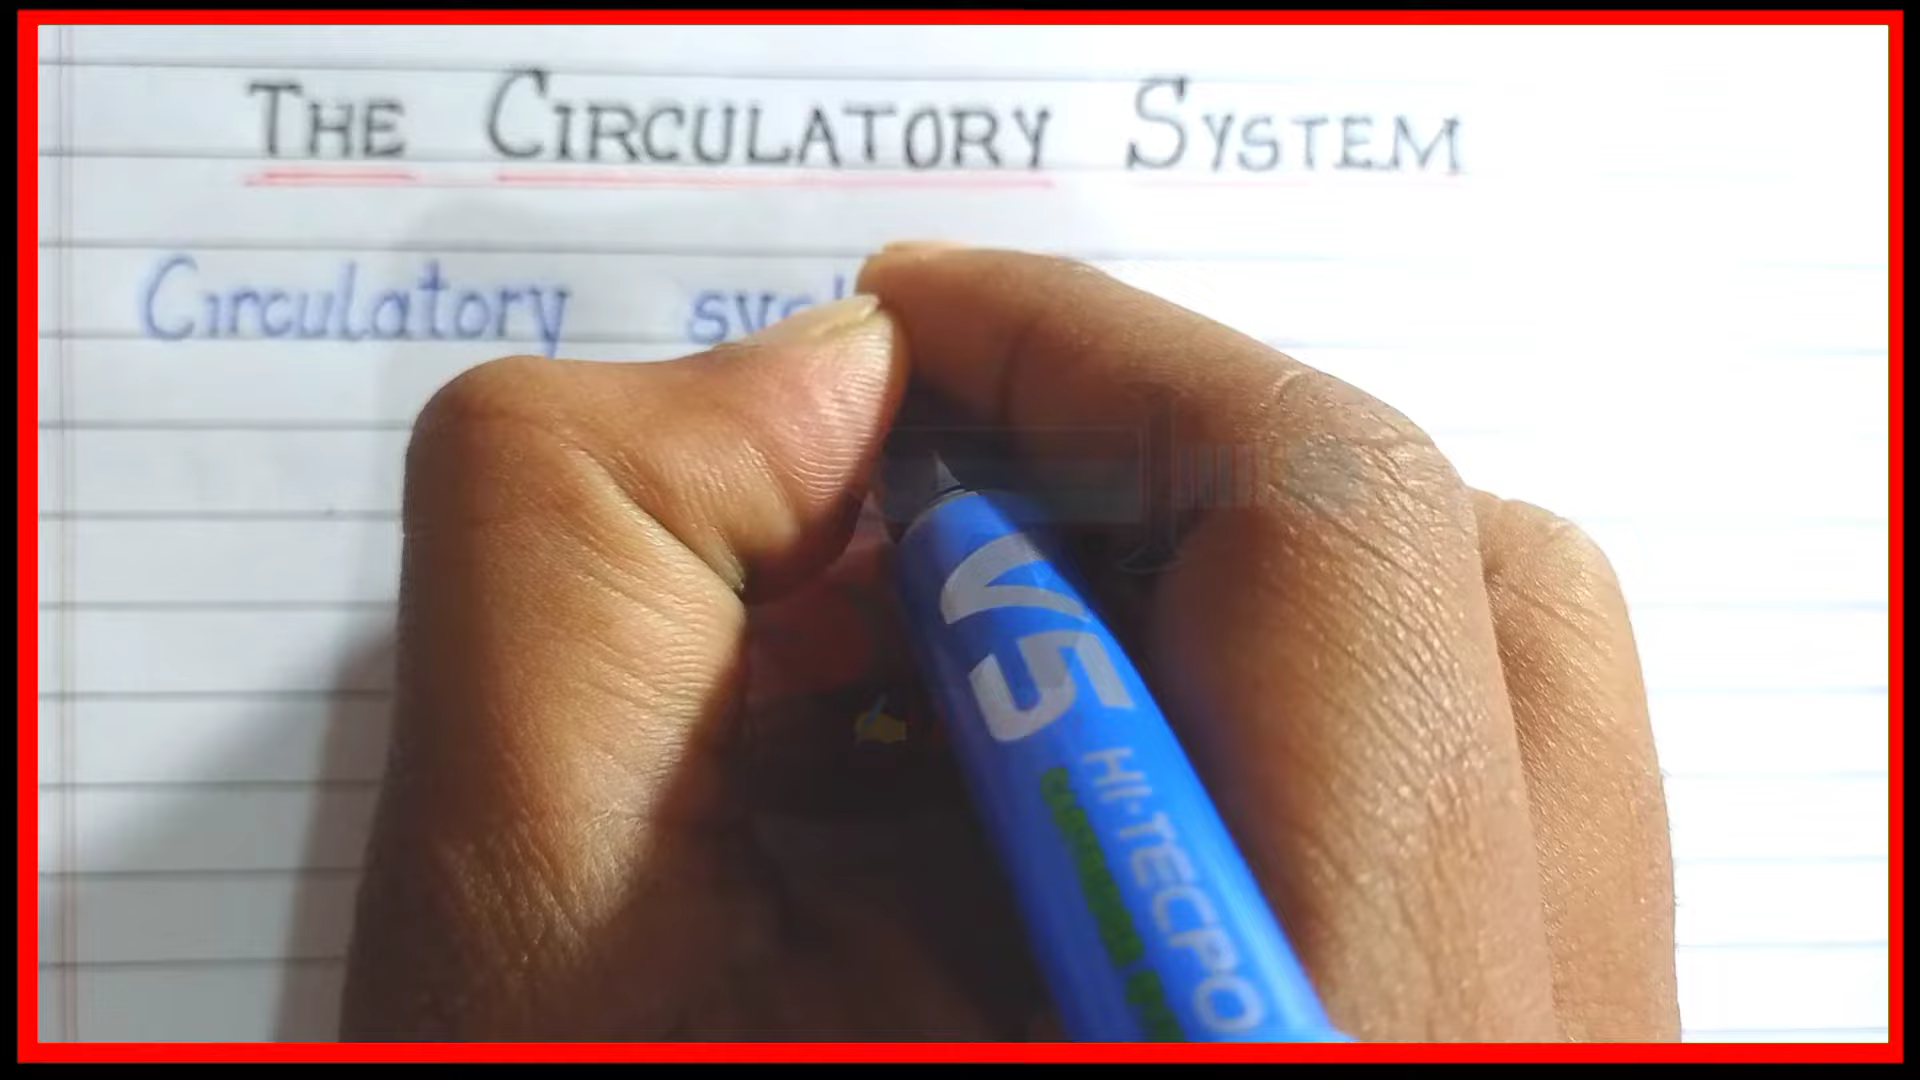 THE CIRCULATORY SYSTEM
Circulatory
V5
HI-TECPO